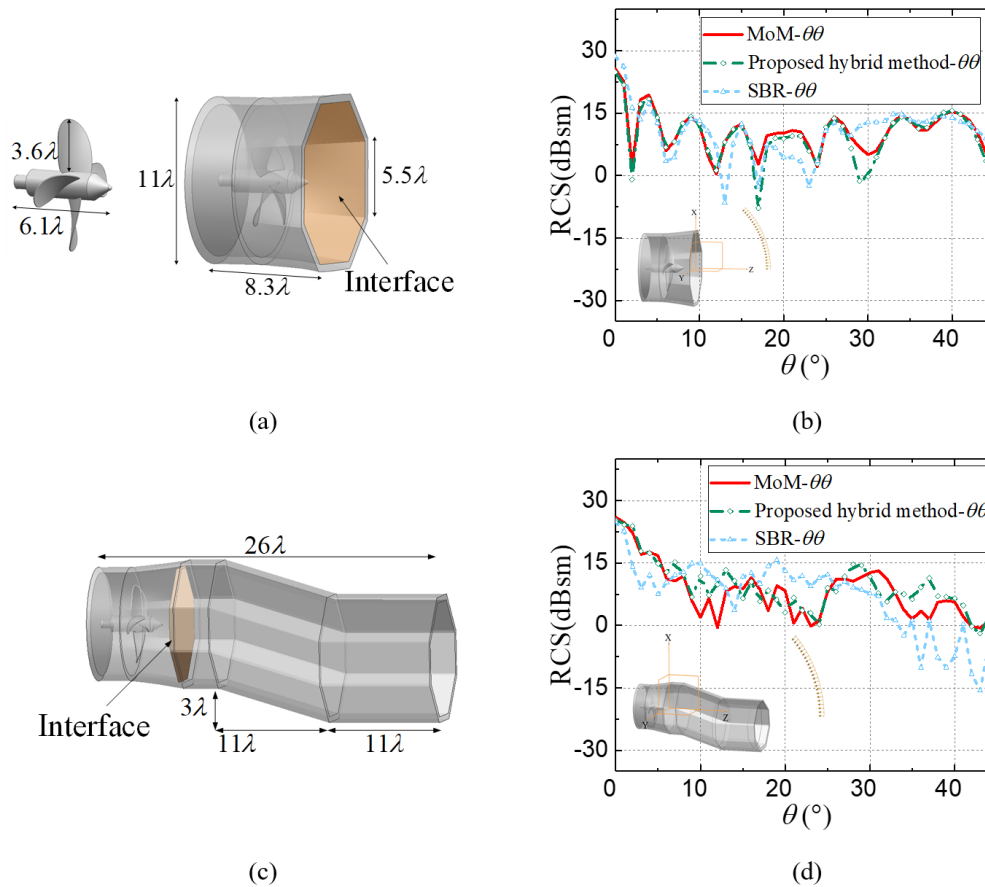 3.6λ
6.1λ
11λ
5.5λ
8.3λ
Interface
(a)
RCS(dBsm)
30
15
0
-15
-30
MoM-θθ
Proposed hybrid method-θθ
SBR-θθ
X
Y
Z
0
10
20
30
40
θ (°)
(b)
26λ
Interface
3λ
11λ
11λ
(c)
RCS(dBsm)
30
15
0
-15
-30
MoM-θθ
Proposed hybrid method-θθ
SBR-θθ
X
Y
Z
0
10
20
30
40
θ (°)
(d)